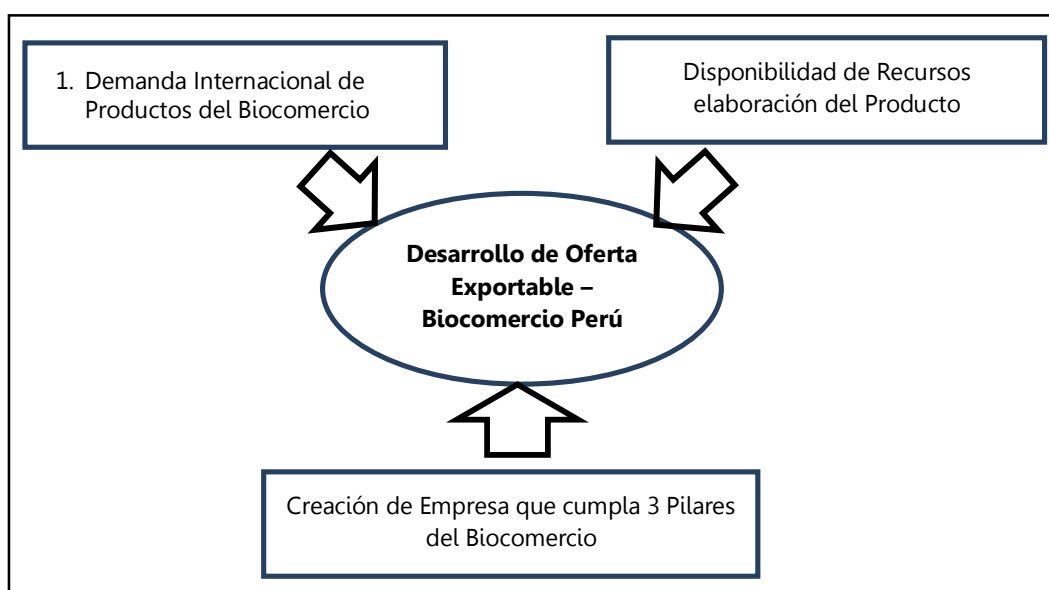 1. Demanda Internacional de
Productos del Biocomercio
Disponibilidad de Recursos
elaboración del Producto
Desarrollo de Oferta
Exportable –
Biocomercio Perú
Creación de Empresa que cumpla 3 Pilares
del Biocomercio